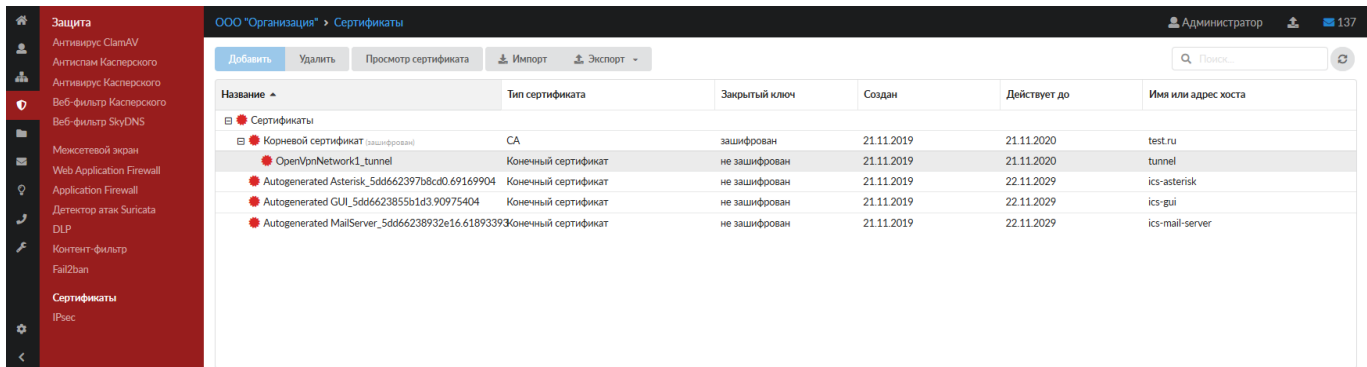 Защита
Антивирус ClamAV
Антиспам Касперского
Антивирус Касперского
Веб-фильтр Касперского
Веб-фильтр SkyDNS
Межсетевой экран
Web Application Firewall
Application Firewall
Детектор атак Suricata
DLP
Контент-фильтр
Fail2ban
Сертификаты
IPsec
ООО "Организация" › Сертификаты
Администратор 137
Добавить Удалить Просмотр сертификата Импорт Экспорт Поиск...
Название Тип сертификата Закрытый ключ Создан Действует до Имя или адрес хоста
Сертификаты
Корневой сертификат (зашифрован) CA зашифрован 21.11.2019 21.11.2020 test.ru
OpenVpnNetwork1_tunnel Конечный сертификат не зашифрован 21.11.2019 21.11.2020 tunnel
Autogenerated Asterisk_5dd662397b8cd0.69169904 Конечный сертификат не зашифрован 21.11.2019 22.11.2029 ics-asterisk
Autogenerated GUI_5dd6623855b1d3.90975404 Конечный сертификат не зашифрован 21.11.2019 22.11.2029 ics-gui
Autogenerated MailServer_5dd66238932e16.61893393 Конечный сертификат не зашифрован 21.11.2019 22.11.2029 ics-mail-server